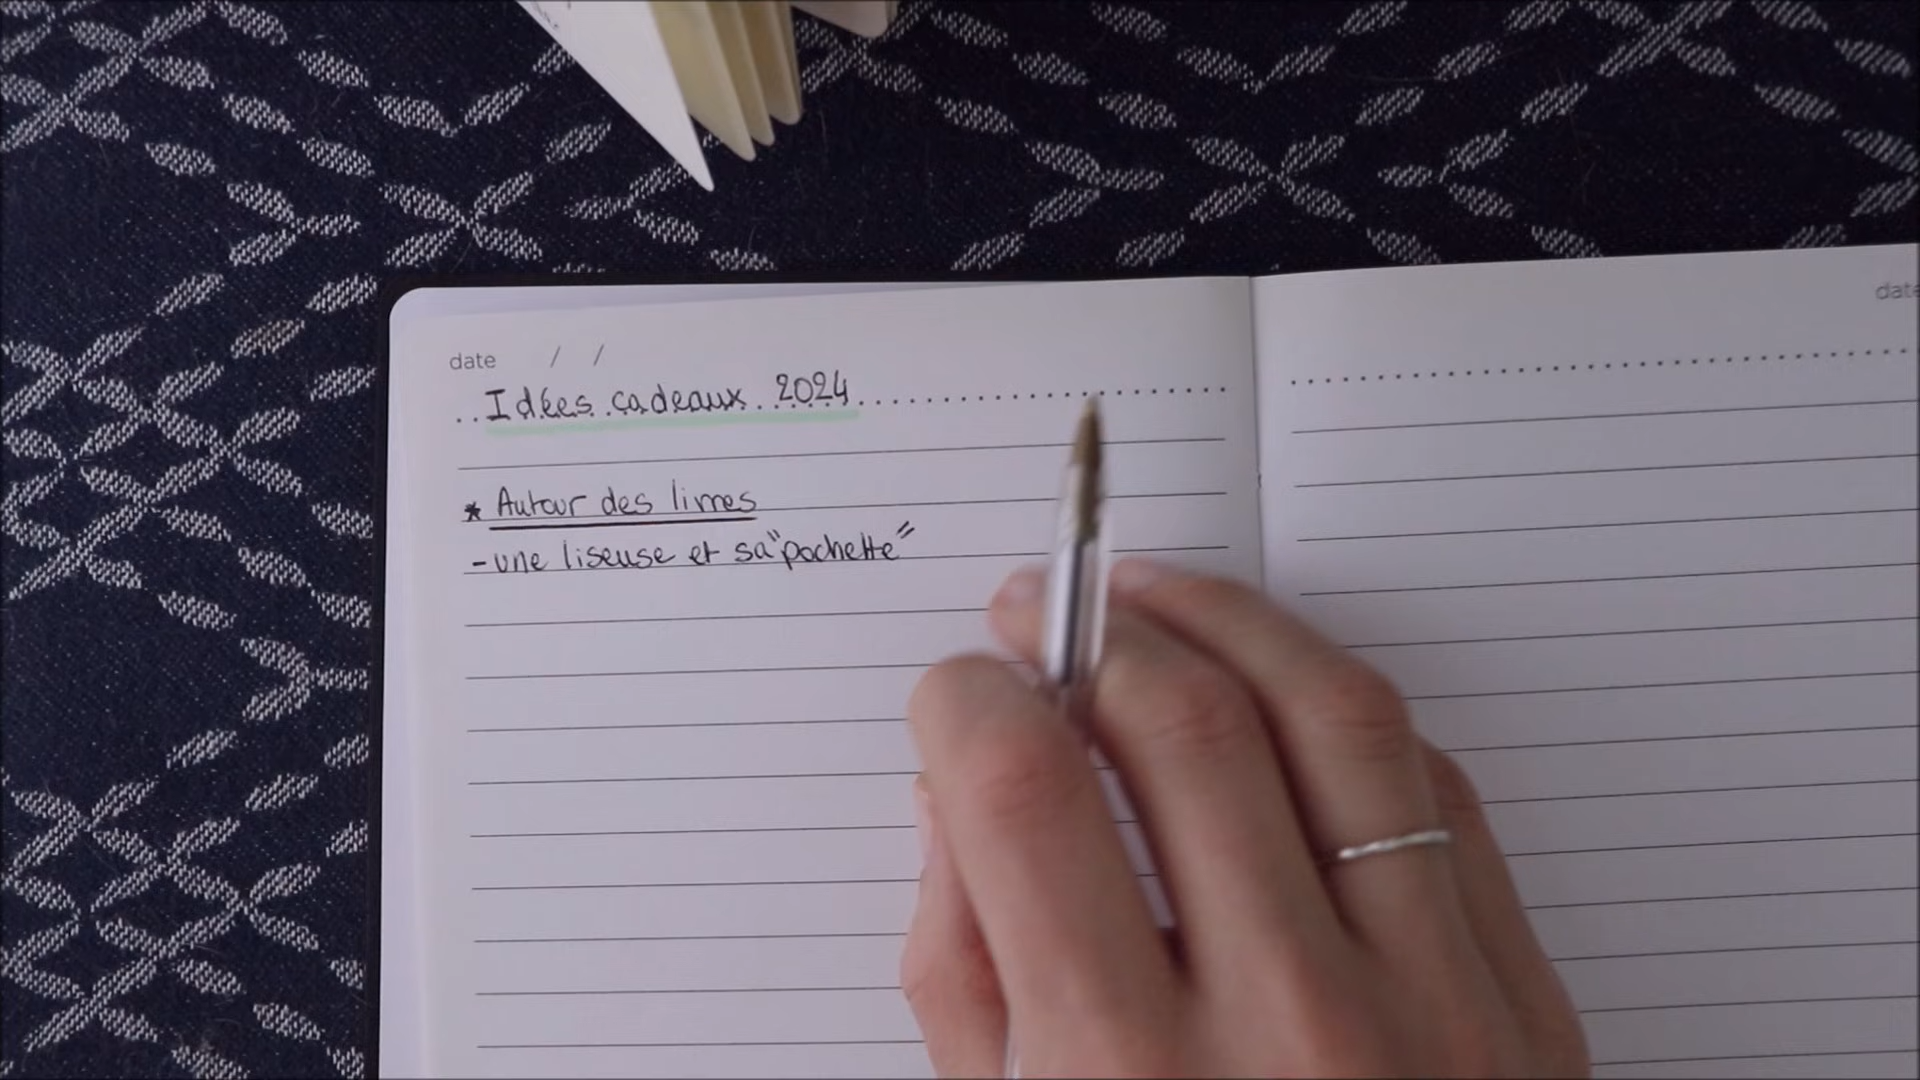 date / /
Idées cadeaux 2024
* Autour des livres
- une liseuse et sa "pochette"
date